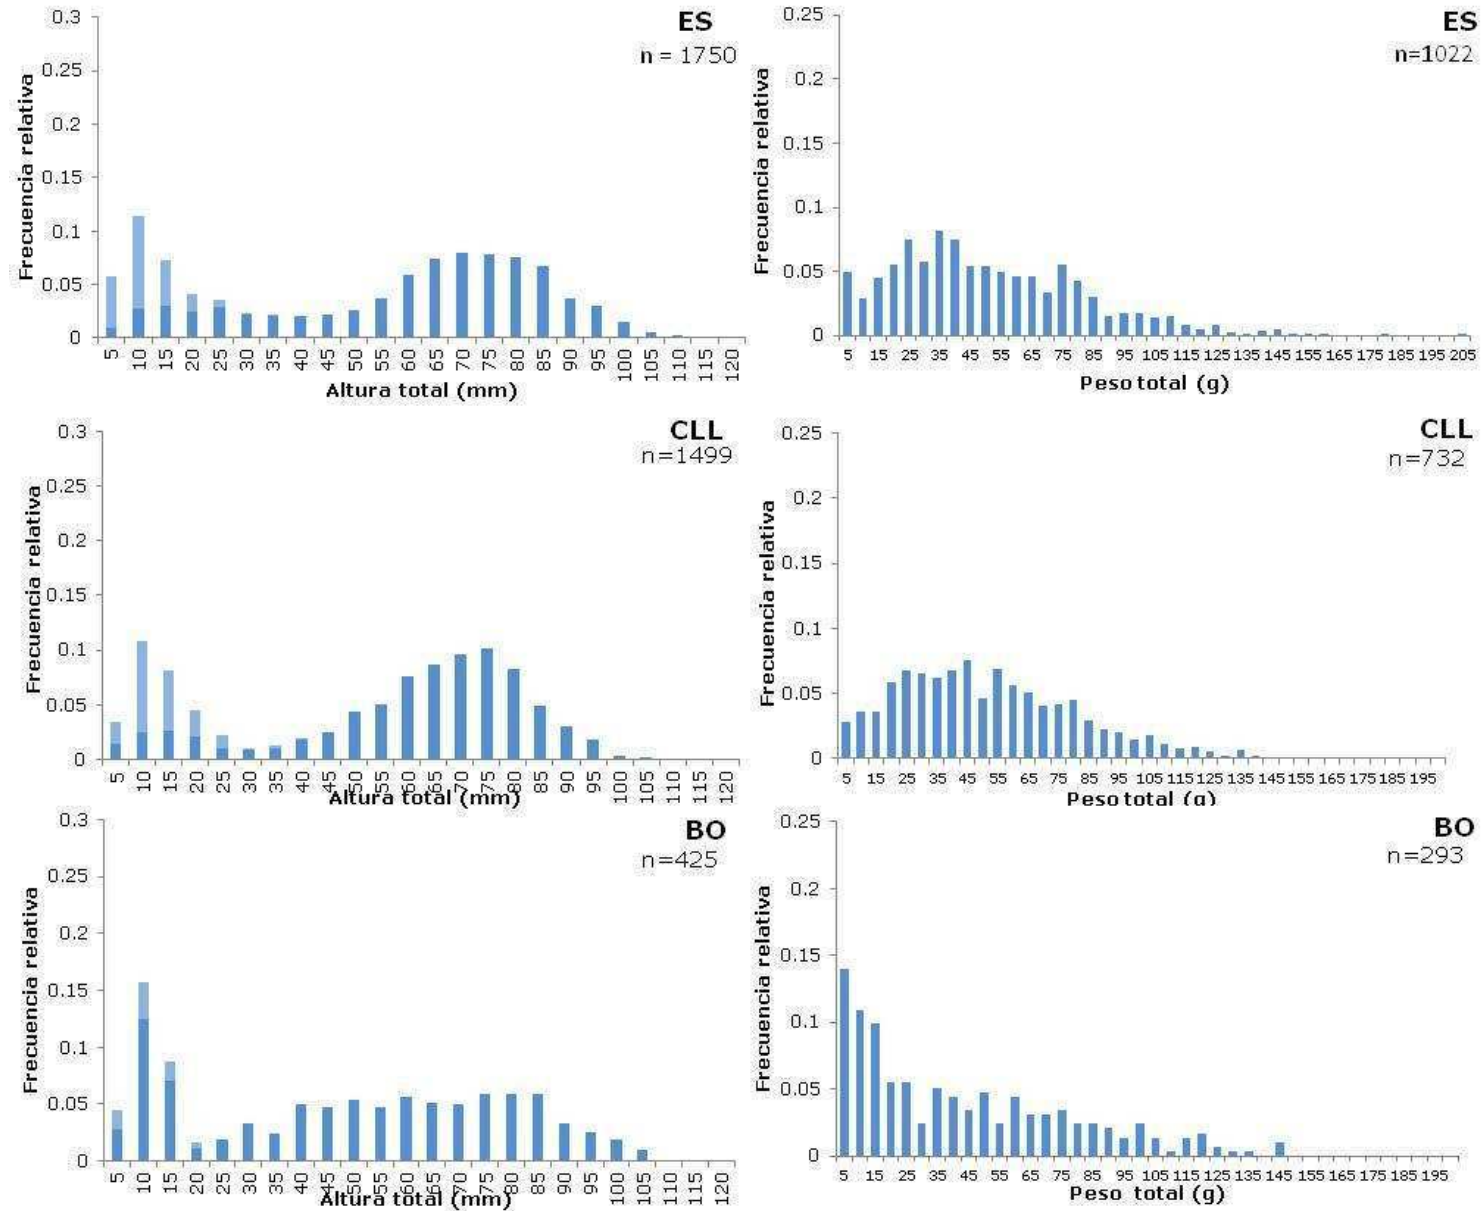 ES
n = 1750
Frecuencia relativa
0.3
0.25
0.2
0.15
0.1
0.05
0
5 10 15 20 25 30 35 40 45 50 55 60 65 70 75 80 85 90 95 100 105 110 115 120
Altura total (mm)
ES
n=1022
Frecuencia relativa
0.25
0.2
0.15
0.1
0.05
0
5 15 25 35 45 55 65 75 85 95 105 115 125 135 145 155 165 175 185 195 205
Peso total (g)
CLL
n=1499
Frecuencia relativa
0.3
0.25
0.2
0.15
0.1
0.05
0
5 10 15 20 25 30 35 40 45 50 55 60 65 70 75 80 85 90 95 100 105 110 115 120
Altura total (mm)
CLL
n=732
Frecuencia relativa
0.25
0.2
0.15
0.1
0.05
0
5 15 25 35 45 55 65 75 85 95 105 115 125 135 145 155 165 175 185 195
Peso total (g)
BO
n=425
Frecuencia relativa
0.3
0.25
0.2
0.15
0.1
0.05
0
5 10 15 20 25 30 35 40 45 50 55 60 65 70 75 80 85 90 95 100 105 110 115 120
Altura total (mm)
BO
n=293
Frecuencia relativa
0.25
0.2
0.15
0.1
0.05
0
5 15 25 35 45 55 65 75 85 95 105 115 125 135 145 155 165 175 185 195
Peso total (g)